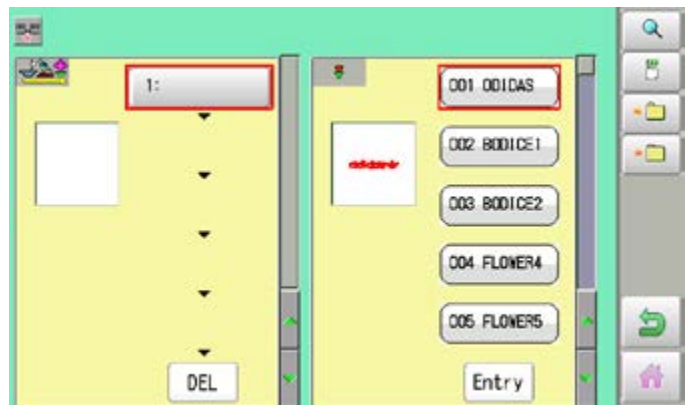 1:
DEL
001 ODIDAS
002 BODICE1
003 BODICE2
004 FLOWER4
005 FLOWER5
Entry